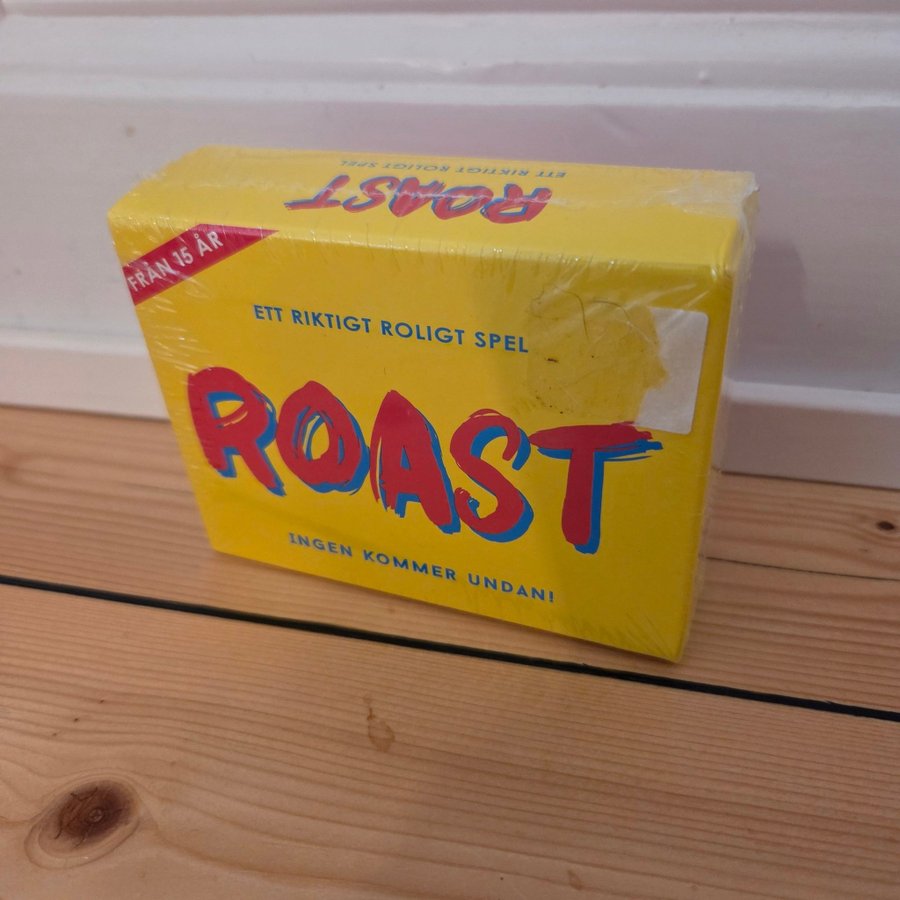 ETT RIKTIGT ROLIGT SPEL
ROAST
FRÅN 15 ÅR
ETT RIKTIGT ROLIGT SPEL
ROAST
INGEN KOMMER UNDAN!